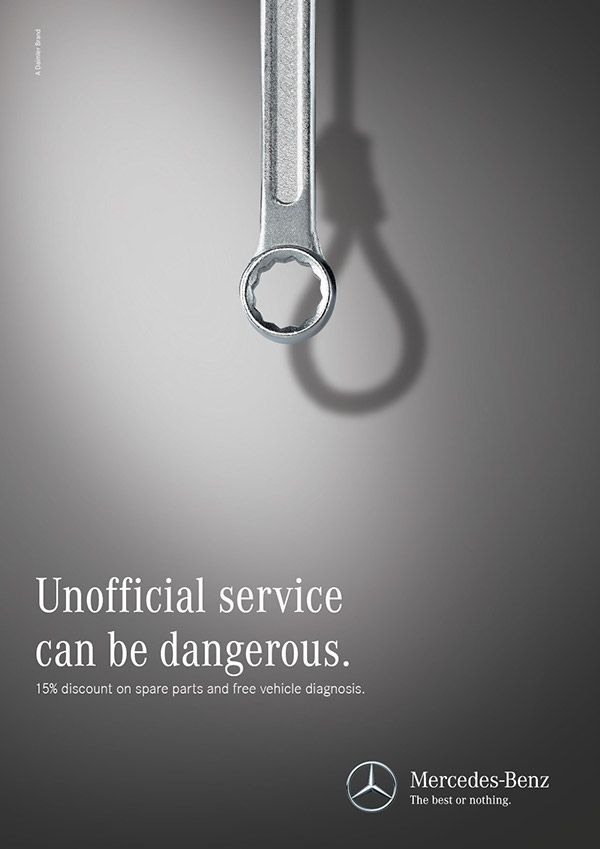 A Daimler Brand
Unofficial service
can be dangerous.
15% discount on spare parts and free vehicle diagnosis.
Mercedes-Benz
The best or nothing.